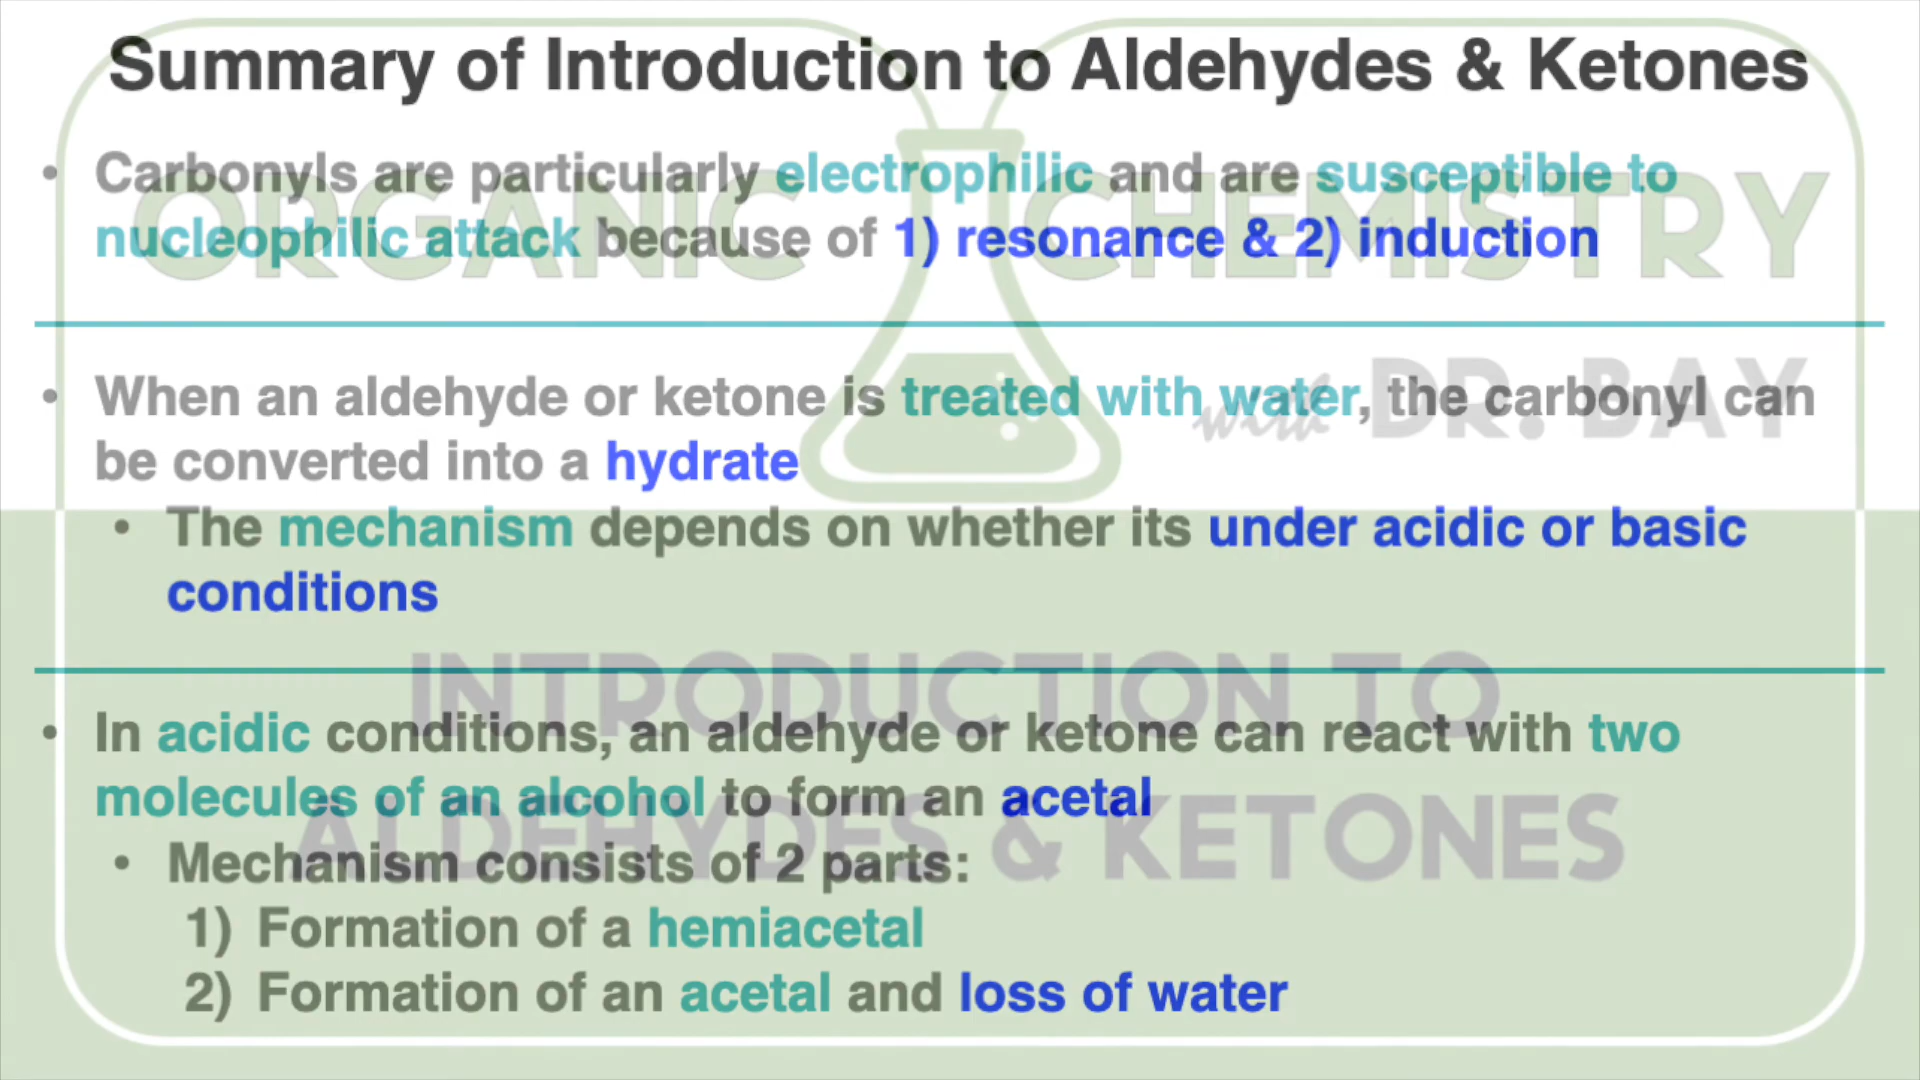 Summary of Introduction to Aldehydes & Ketones
• Carbonyls are particularly electrophilic and are susceptible to
nucleophilic attack because of 1) resonance & 2) induction
ORGANIC CHEMISTRY
• When an aldehyde or ketone is treated with water, the carbonyl can
with DR. BAY
be converted into a hydrate
• The mechanism depends on whether its under acidic or basic
conditions
INTRODUCTION TO
• In acidic conditions, an aldehyde or ketone can react with two
molecules of an alcohol to form an acetal
ALDEHYDES & KETONES
• Mechanism consists of 2 parts:
1) Formation of a hemiacetal
2) Formation of an acetal and loss of water